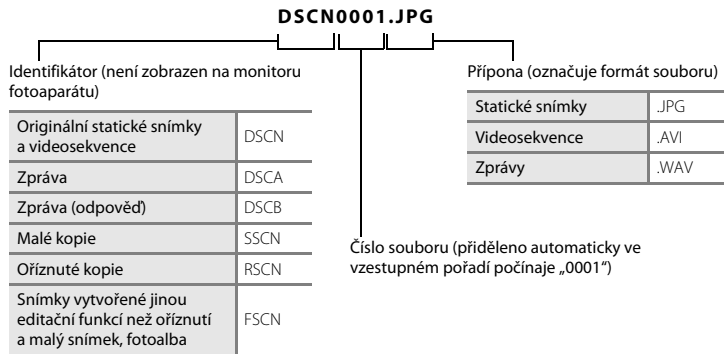 DSCN0001.JPG
Identifikátor (není zobrazen na monitoru
fotoaparátu)
Originální statické snímky
a videosekvence DSCN
Zpráva DSCA
Zpráva (odpověď) DSCB
Malé kopie SSCN
Oříznuté kopie RSCN
Snímky vytvořené jinou
editační funkcí než oříznutí
a malý snímek, fotoalba FSCN
Přípona (označuje formát souboru)
Statické snímky .JPG
Videosekvence .AVI
Zprávy .WAV
Číslo souboru (přiděleno automaticky ve
vzestupném pořadí počínaje „0001“)